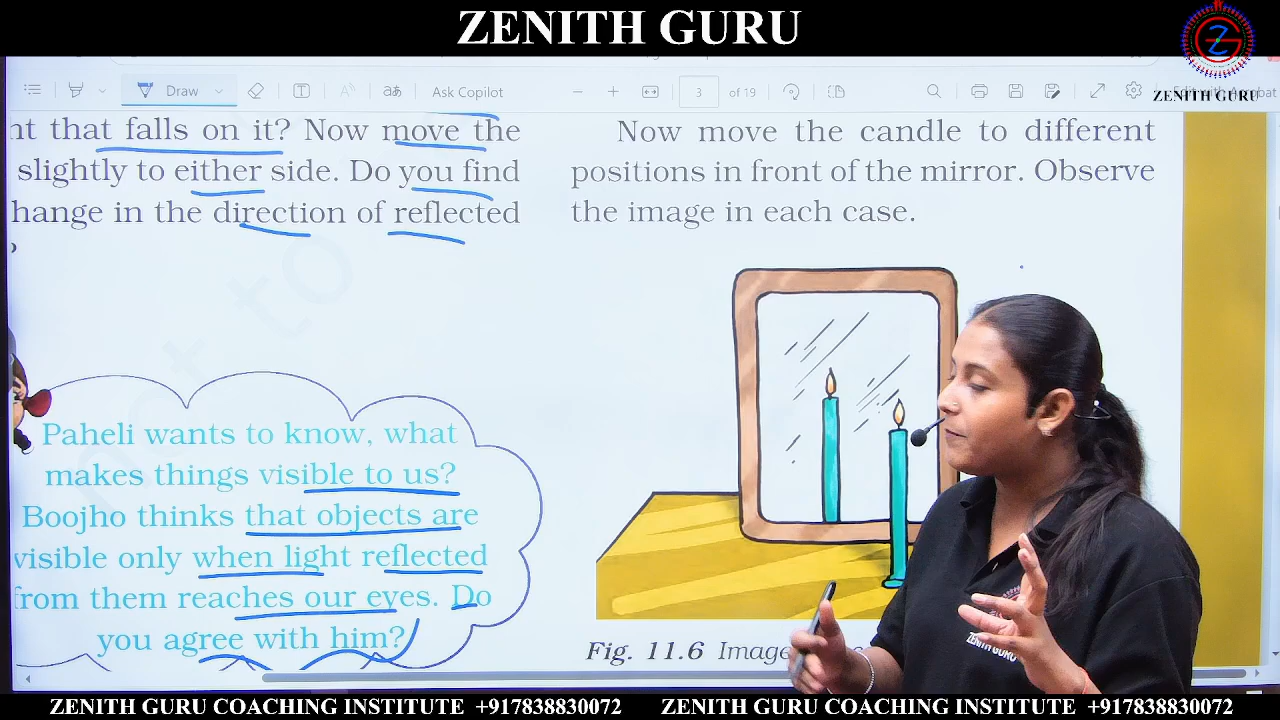 ZENITH GURU
Draw
Ask Copilot
3
of 19
ZENITH GURU
Acrobat
nt that falls on it? Now move the
slightly to either side. Do you find
hange in the direction of reflected
?
Paheli wants to know, what
makes things visible to us?
Boojho thinks that objects are
visible only when light reflected
from them reaches our eyes. Do
you agree with him?
Now move the candle to different
positions in front of the mirror. Observe
the image in each case.
Fig. 11.6 Image
ZENITH GURU
ZENITH GURU COACHING INSTITUTE +917838830072
ZENITH GURU COACHING INSTITUTE +917838830072